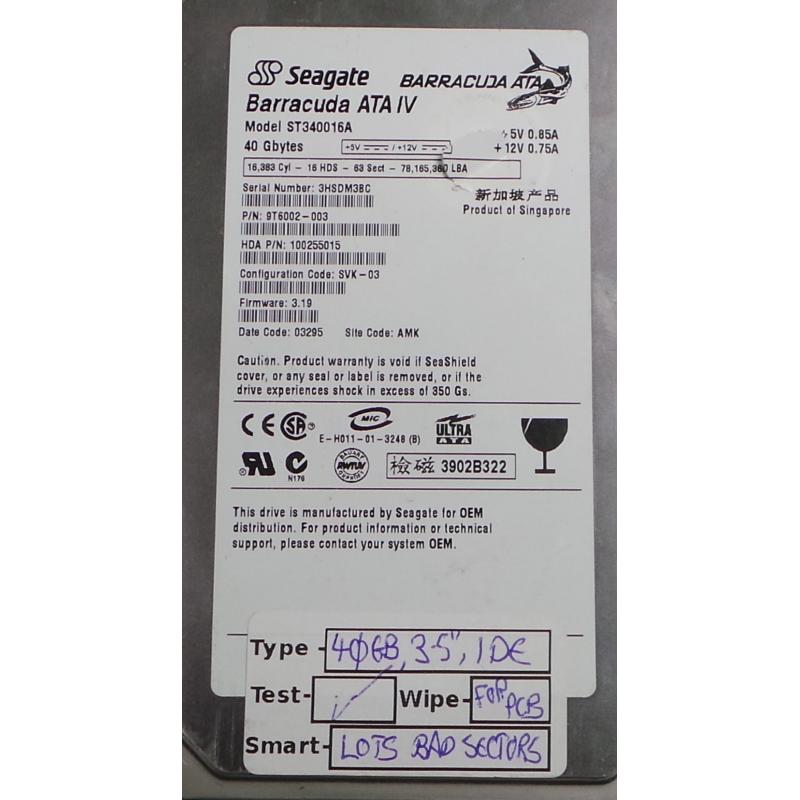 Seagate BARRACUDA ATA
Barracuda ATA IV
Model ST340016A
+5V 0.85A
40 Gbytes +5V /+12V +12V 0.75A
16,383 Cyl - 16 HDS - 63 Sect - 78,165,360 LBA
Serial Number: 3HSDM3BC
新加坡产品
Product of Singapore
P/N: 9T6002-003
HDA P/N: 100255015
Configuration Code: SVK-03
Firmware: 3.19
Date Code: 03295 Site Code: AMK
Caution. Product warranty is void if SeaShield
cover, or any seal or label is removed, or if the
drive experiences shock in excess of 350 Gs.
CE SA MIC ULTRA ATA
E-H011-01-3248 (B)
N176 RWTUV 檢磁 3902B322
This drive is manufactured by Seagate for OEM
distribution. For product information or technical
support, please contact your system OEM.
Type - 40GB, 3.5", IDE
Test- Wipe- FOR PCB
Smart- LOTS BAD SECTORS